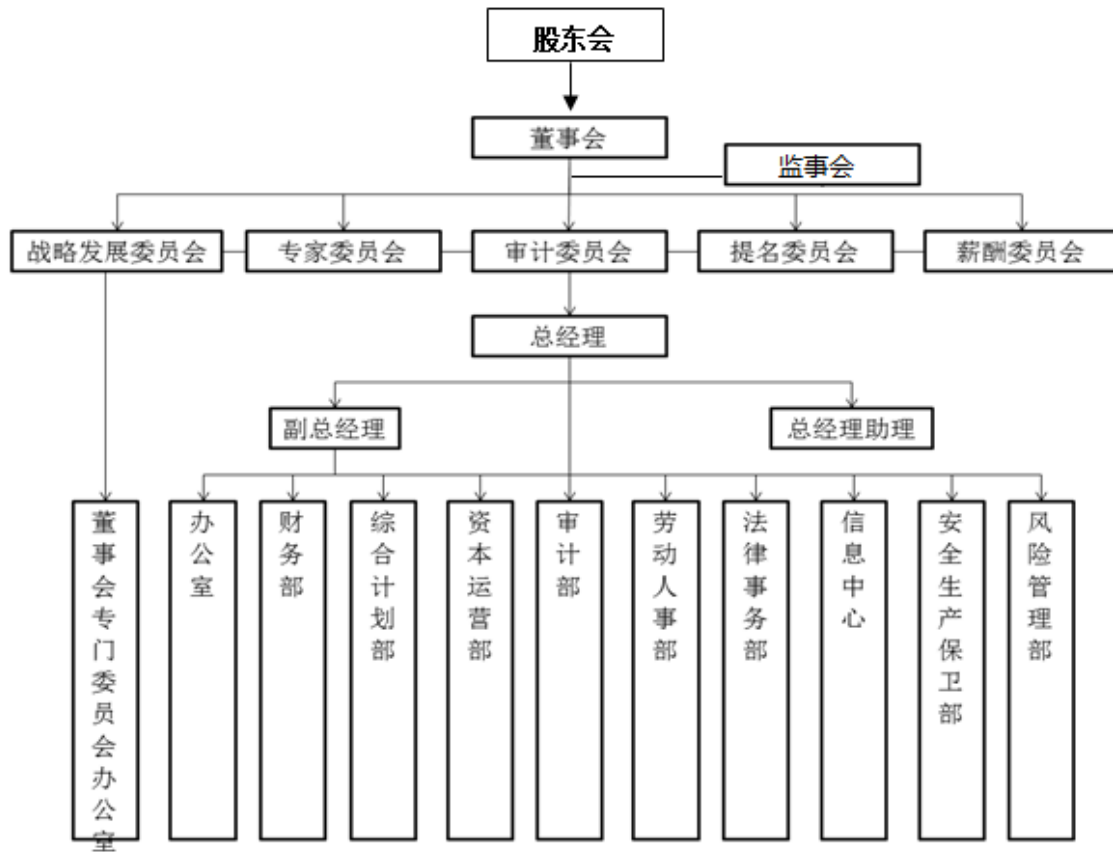 股东会
董事会
监事会
战略发展委员会
专家委员会
审计委员会
提名委员会
薪酬委员会
总经理
副总经理
总经理助理
董事会专门委员会办公室
办公室
财务部
综合计划部
资本运营部
审计部
劳动人事部
法律事务部
信息中心
安全生产保卫部
风险管理部